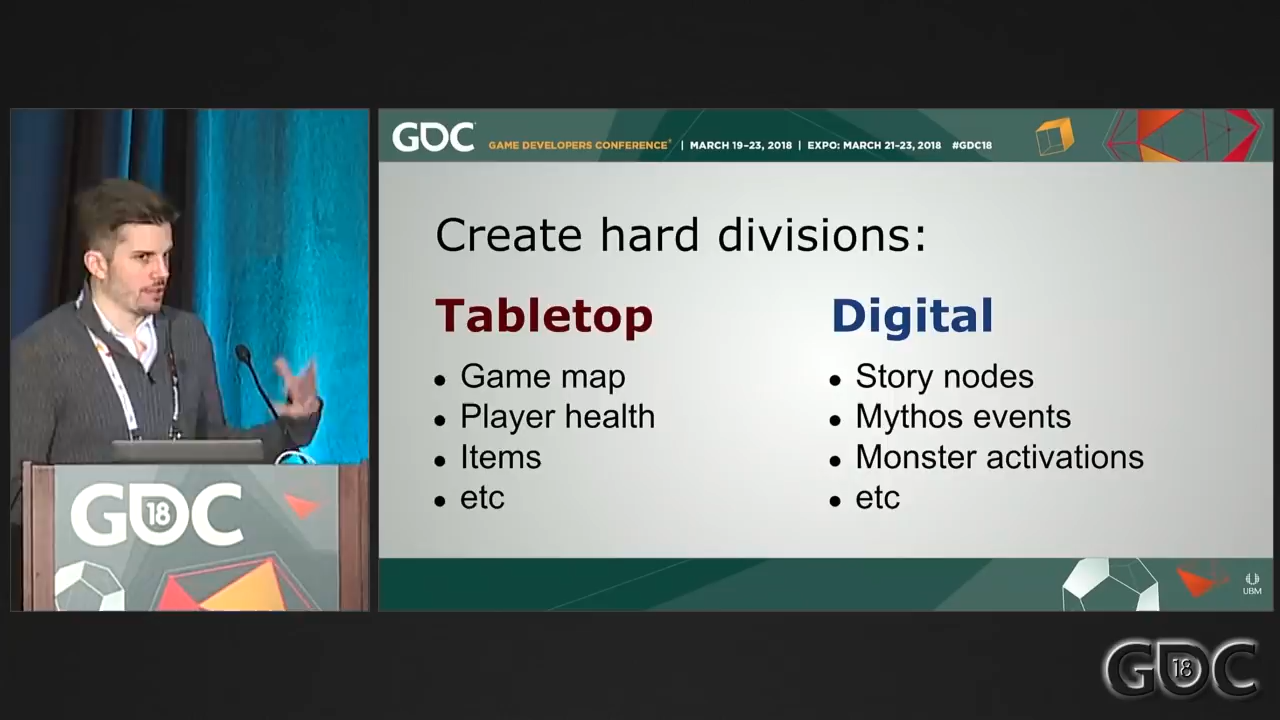 GDC GAME DEVELOPERS CONFERENCE® | MARCH 19–23, 2018 | EXPO: MARCH 21–23, 2018 #GDC18
Create hard divisions:
Tabletop
• Game map
• Player health
• Items
• etc
Digital
• Story nodes
• Mythos events
• Monster activations
• etc
GDC 18
UBM
GDC 18